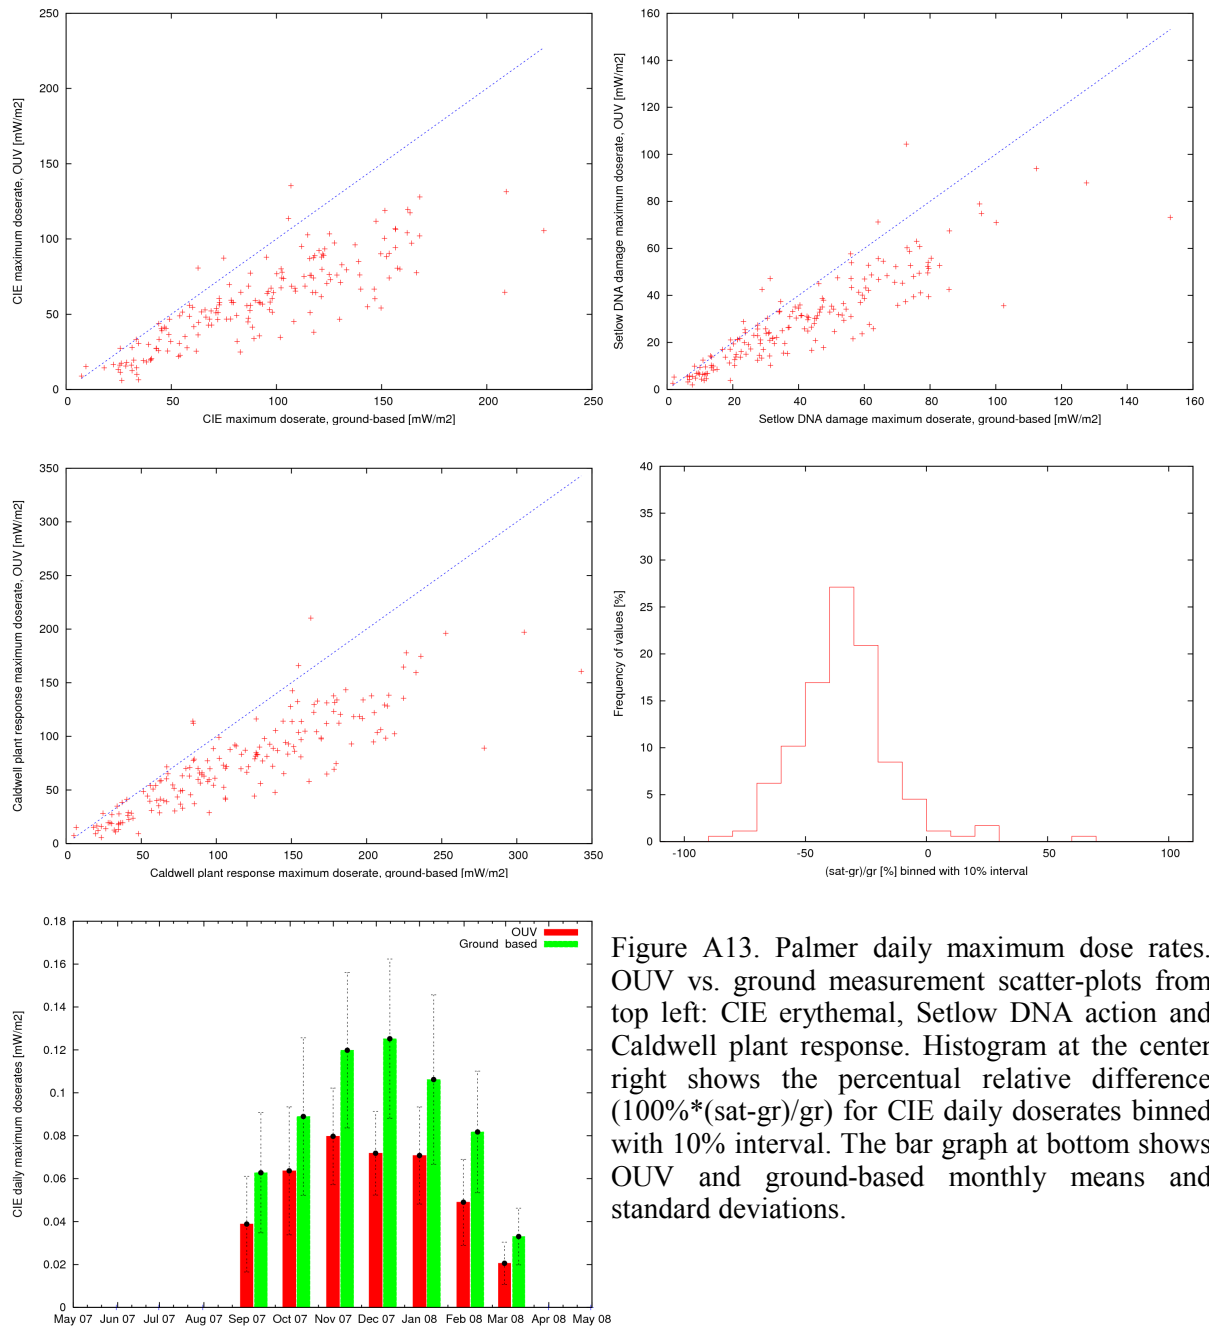 250
200
150
100
50
0
CIE maximum doserate, OUV [mW/m2]
0 50 100 150 200 250
CIE maximum doserate, ground-based [mW/m2]
160
140
120
100
80
60
40
20
0
Setlow DNA damage maximum doserate, OUV [mW/m2]
0 20 40 60 80 100 120 140 160
Setlow DNA damage maximum doserate, ground-based [mW/m2]
350
300
250
200
150
100
50
0
Caldwell plant response maximum doserate, OUV [mW/m2]
0 50 100 150 200 250 300 350
Caldwell plant response maximum doserate, ground-based [mW/m2]
40
35
30
25
20
15
10
5
0
Frequency of values [%]
-100 -50 0 50 100
(sat-gr)/gr [%] binned with 10% interval
0.18
0.16
0.14
0.12
0.1
0.08
0.06
0.04
0.02
0
CIE daily maximum doserates [mW/m2]
OUV
Ground based
May 07 Jun 07 Jul 07 Aug 07 Sep 07 Oct 07 Nov 07 Dec 07 Jan 08 Feb 08 Mar 08 Apr 08 May 08
Figure A13. Palmer daily maximum dose rates.
OUV vs. ground measurement scatter-plots from
top left: CIE erythemal, Setlow DNA action and
Caldwell plant response. Histogram at the center
right shows the percentual relative difference
(100%*(sat-gr)/gr) for CIE daily doserates binned
with 10% interval. The bar graph at bottom shows
OUV and ground-based monthly means and
standard deviations.